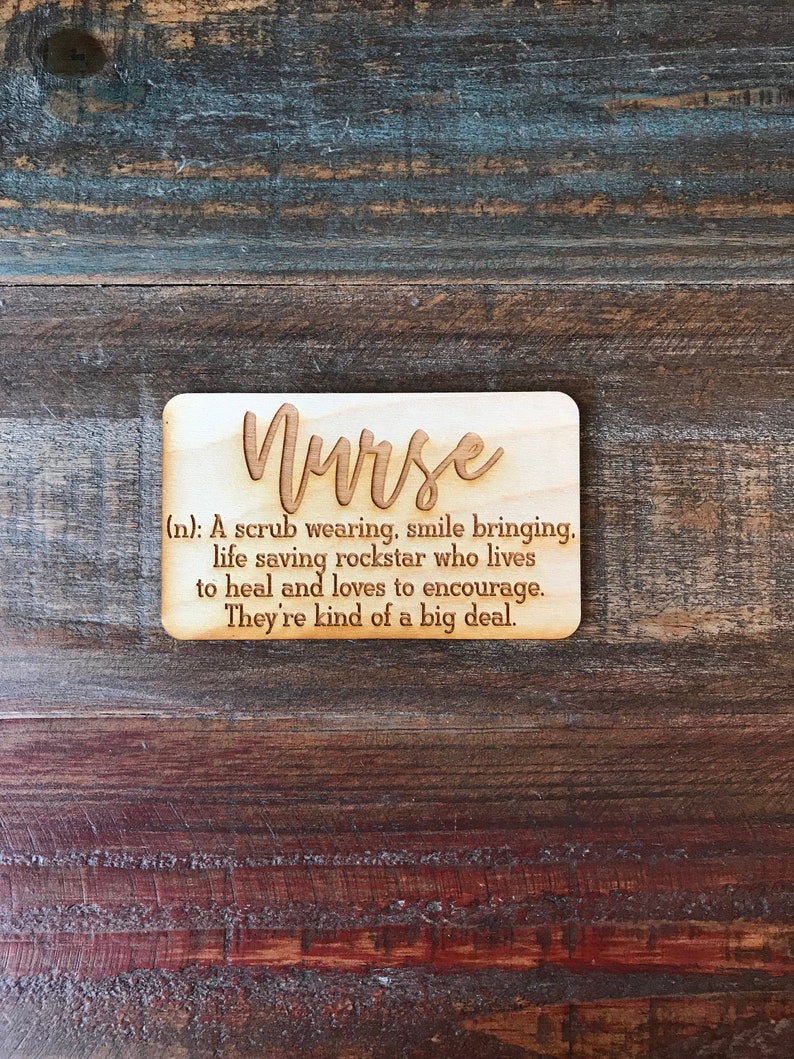 Nurse
(n): A scrub wearing, smile bringing,
life saving rockstar who lives
to heal and loves to encourage.
They're kind of a big deal.